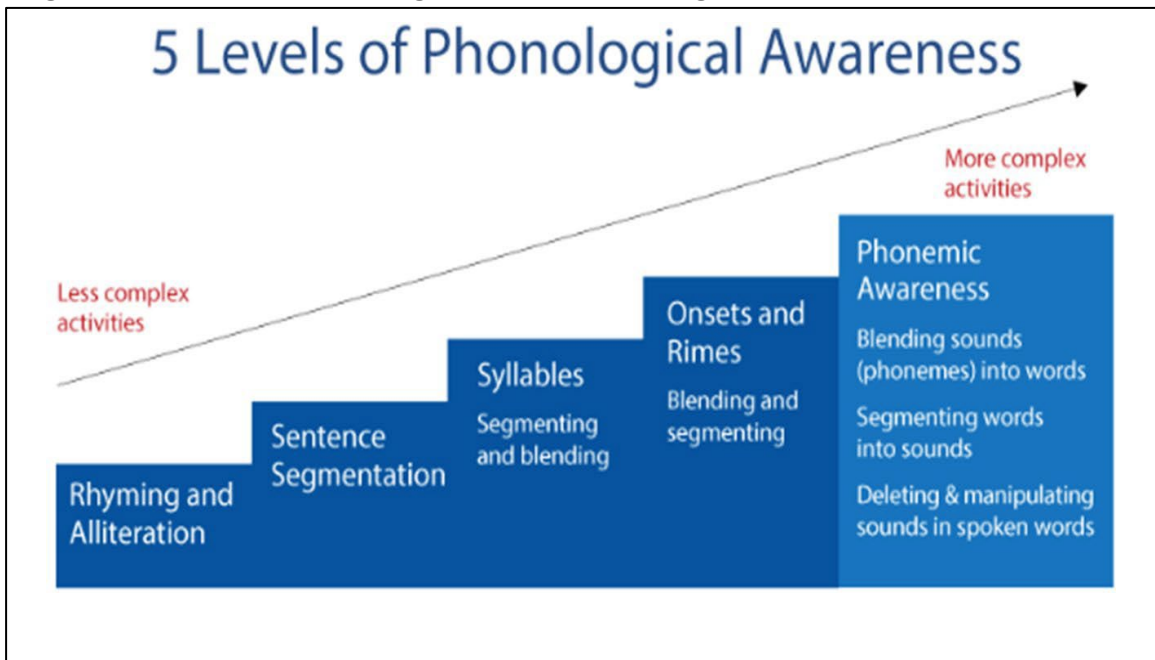 5 Levels of Phonological Awareness
More complex
activities
Less complex
activities
Rhyming and
Alliteration
Sentence
Segmentation
Syllables
Segmenting
and blending
Onsets and
Rimes
Blending and
segmenting
Phonemic
Awareness
Blending sounds
(phonemes) into words
Segmenting words
into sounds
Deleting & manipulating
sounds in spoken words